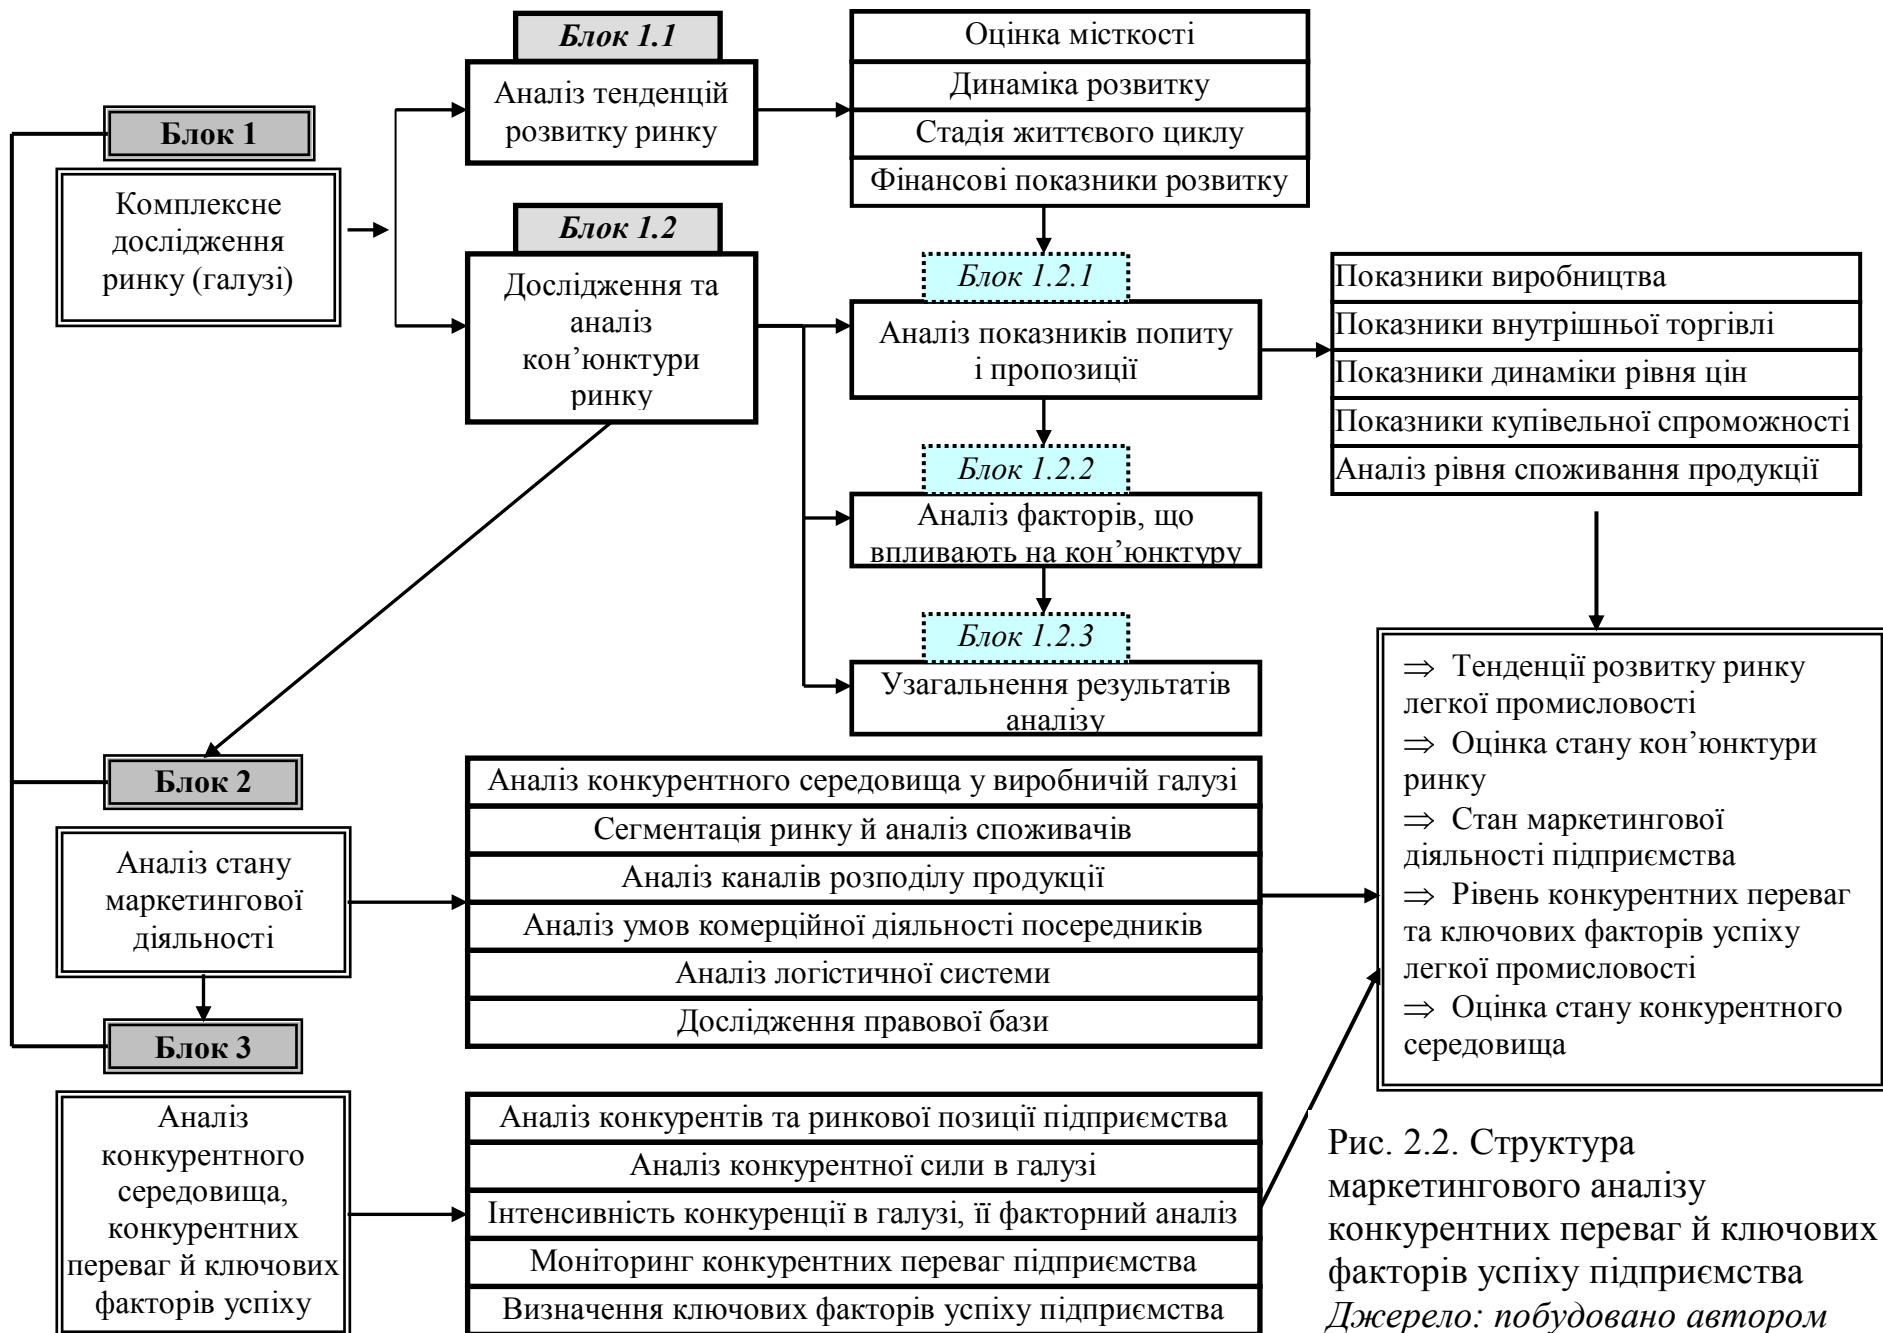 Блок 1
Комплексне
дослідження
ринку (галузі)
Блок 1.1
Аналіз тенденцій
розвитку ринку
Оцінка місткості
Динаміка розвитку
Стадія життєвого циклу
Фінансові показники розвитку
Блок 1.2
Дослідження та
аналіз
кон’юнктури
ринку
Блок 1.2.1
Аналіз показників попиту
і пропозиції
Показники виробництва
Показники внутрішньої торгівлі
Показники динаміки рівня цін
Показники купівельної спроможності
Аналіз рівня споживання продукції
Блок 1.2.2
Аналіз факторів, що
впливають на кон’юнктуру
Блок 1.2.3
Узагальнення результатів
аналізу
Блок 2
Аналіз стану
маркетингової
діяльності
Аналіз конкурентного середовища у виробничій галузі
Сегментація ринку й аналіз споживачів
Аналіз каналів розподілу продукції
Аналіз умов комерційної діяльності посередників
Аналіз логістичної системи
Дослідження правової бази
Блок 3
Аналіз
конкурентного
середовища,
конкурентних
переваг й ключових
факторів успіху
Аналіз конкурентів та ринкової позиції підприємства
Аналіз конкурентної сили в галузі
Інтенсивність конкуренції в галузі, її факторний аналіз
Моніторинг конкурентних переваг підприємства
Визначення ключових факторів успіху підприємства
⇒ Тенденції розвитку ринку
легкої промисловості
⇒ Оцінка стану кон’юнктури
ринку
⇒ Стан маркетингової
діяльності підприємства
⇒ Рівень конкурентних переваг
та ключових факторів успіху
легкої промисловості
⇒ Оцінка стану конкурентного
середовища
Рис. 2.2. Структура
маркетингового аналізу
конкурентних переваг й ключових
факторів успіху підприємства
Джерело: побудовано автором